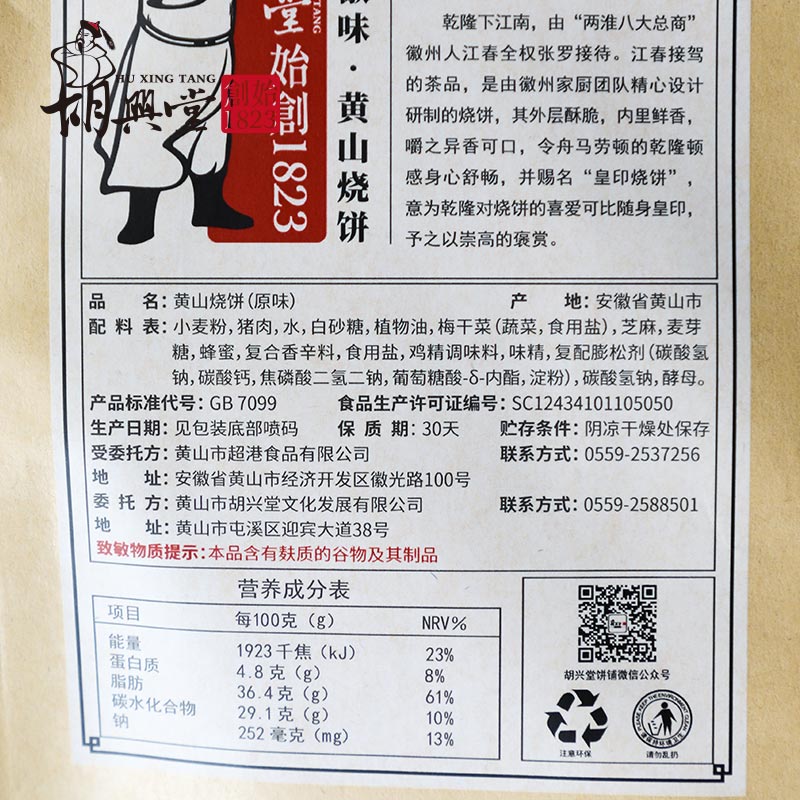 HU XING TANG
胡興堂
創始
1823
TANG
堂始創1823
味·黄山烧饼
乾隆下江南，由“两淮八大总商”
徽州人江春全权张罗接待。江春接驾
的茶品，是由徽州家厨团队精心设计
研制的烧饼，其外层酥脆，内里鲜香，
嚼之异香可口，令舟马劳顿的乾隆顿
感身心舒畅，并赐名“皇印烧饼”，
意为乾隆对烧饼的喜爱可比随身皇印，
予之以崇高的褒赏。
品 名：黄山烧饼(原味) 产 地：安徽省黄山市
配 料 表：小麦粉,猪肉,水,白砂糖,植物油,梅干菜(蔬菜,食用盐),芝麻,麦芽
糖,蜂蜜,复合香辛料,食用盐,鸡精调味料,味精,复配膨松剂(碳酸氢
钠,碳酸钙,焦磷酸二氢二钠,葡萄糖酸-δ-内酯,淀粉),碳酸氢钠,酵母。
产品标准代号：GB 7099 食品生产许可证编号：SC12434101105050
生产日期：见包装底部喷码 保 质 期：30天 贮存条件：阴凉干燥处保存
受委托方：黄山市超港食品有限公司 联系方式：0559-2537256
地 址：安徽省黄山市经济开发区徽光路100号
委 托 方：黄山市胡兴堂文化发展有限公司 联系方式：0559-2588501
地 址：黄山市屯溪区迎宾大道38号
致敏物质提示：本品含有麸质的谷物及其制品
营养成分表
项目 每100克（g） NRV%
能量 1923千焦（kJ） 23%
蛋白质 4.8克（g） 8%
脂肪 36.4克（g） 61%
碳水化合物 29.1克（g） 10%
钠 252毫克（mg） 13%
胡兴堂饼铺微信公众号
注意环保
请勿乱扔